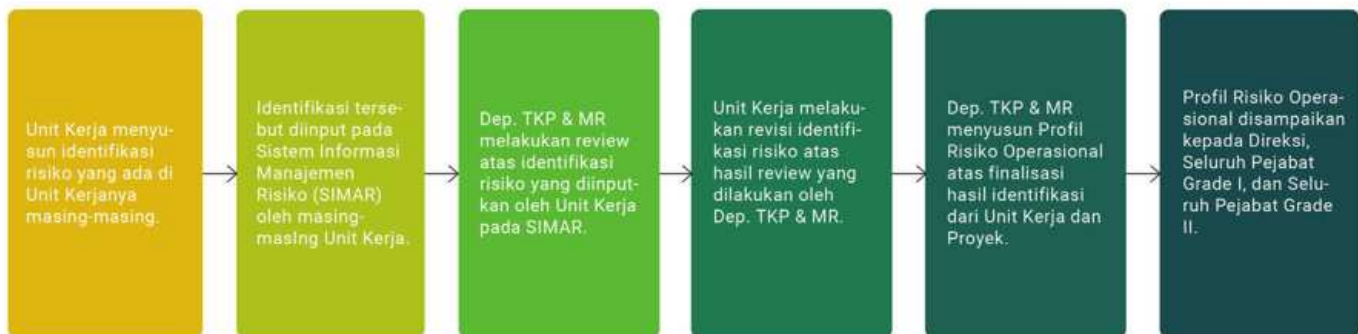 Unit Kerja menyu-
sun identifikasi
risiko yang ada di
Unit Kerjanya
masing-masing.
Identifikasi terse-
but diinput pada
Sistem Informasi
Manajemen
Risiko (SIMAR)
oleh masing-
masing Unit Kerja.
Dep. TKP & MR
melakukan review
atas identifikasi
risiko yang diinput-
kan oleh Unit Kerja
pada SIMAR.
Unit Kerja melaku-
kan revisi identifi-
kasi risiko atas
hasil review yang
dilakukan oleh
Dep. TKP & MR.
Dep. TKP & MR
menyusun Profil
Risiko Operasional
atas finalisasi
hasil identifikasi
dari Unit Kerja dan
Proyek.
Profil Risiko Opera-
sional disampaikan
kepada Direksi,
Seluruh Pejabat
Grade I, dan Selu-
ruh Pejabat Grade
II.